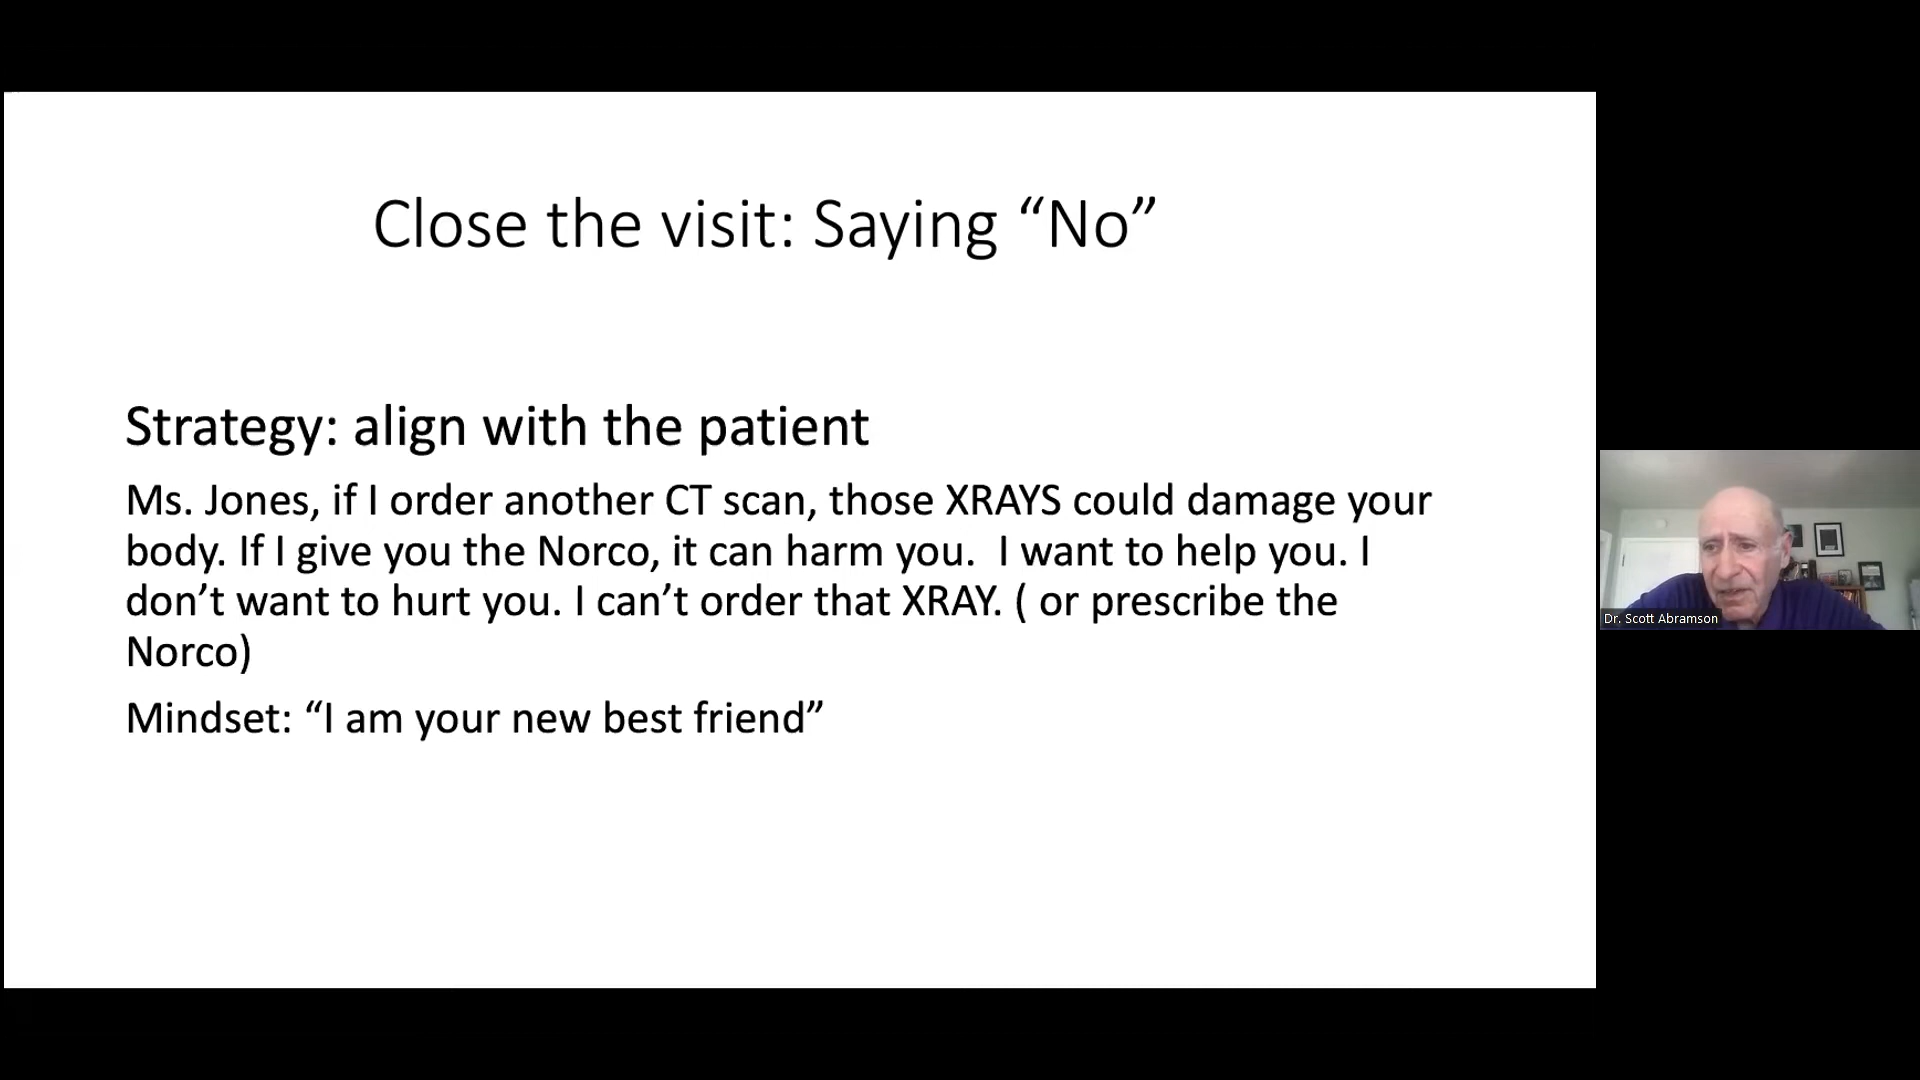 Close the visit: Saying “No”
Strategy: align with the patient
Ms. Jones, if I order another CT scan, those XRAYS could damage your
body. If I give you the Norco, it can harm you.  I want to help you. I
don’t want to hurt you. I can’t order that XRAY. ( or prescribe the
Norco)
Mindset: “I am your new best friend”
Dr. Scott Abramson